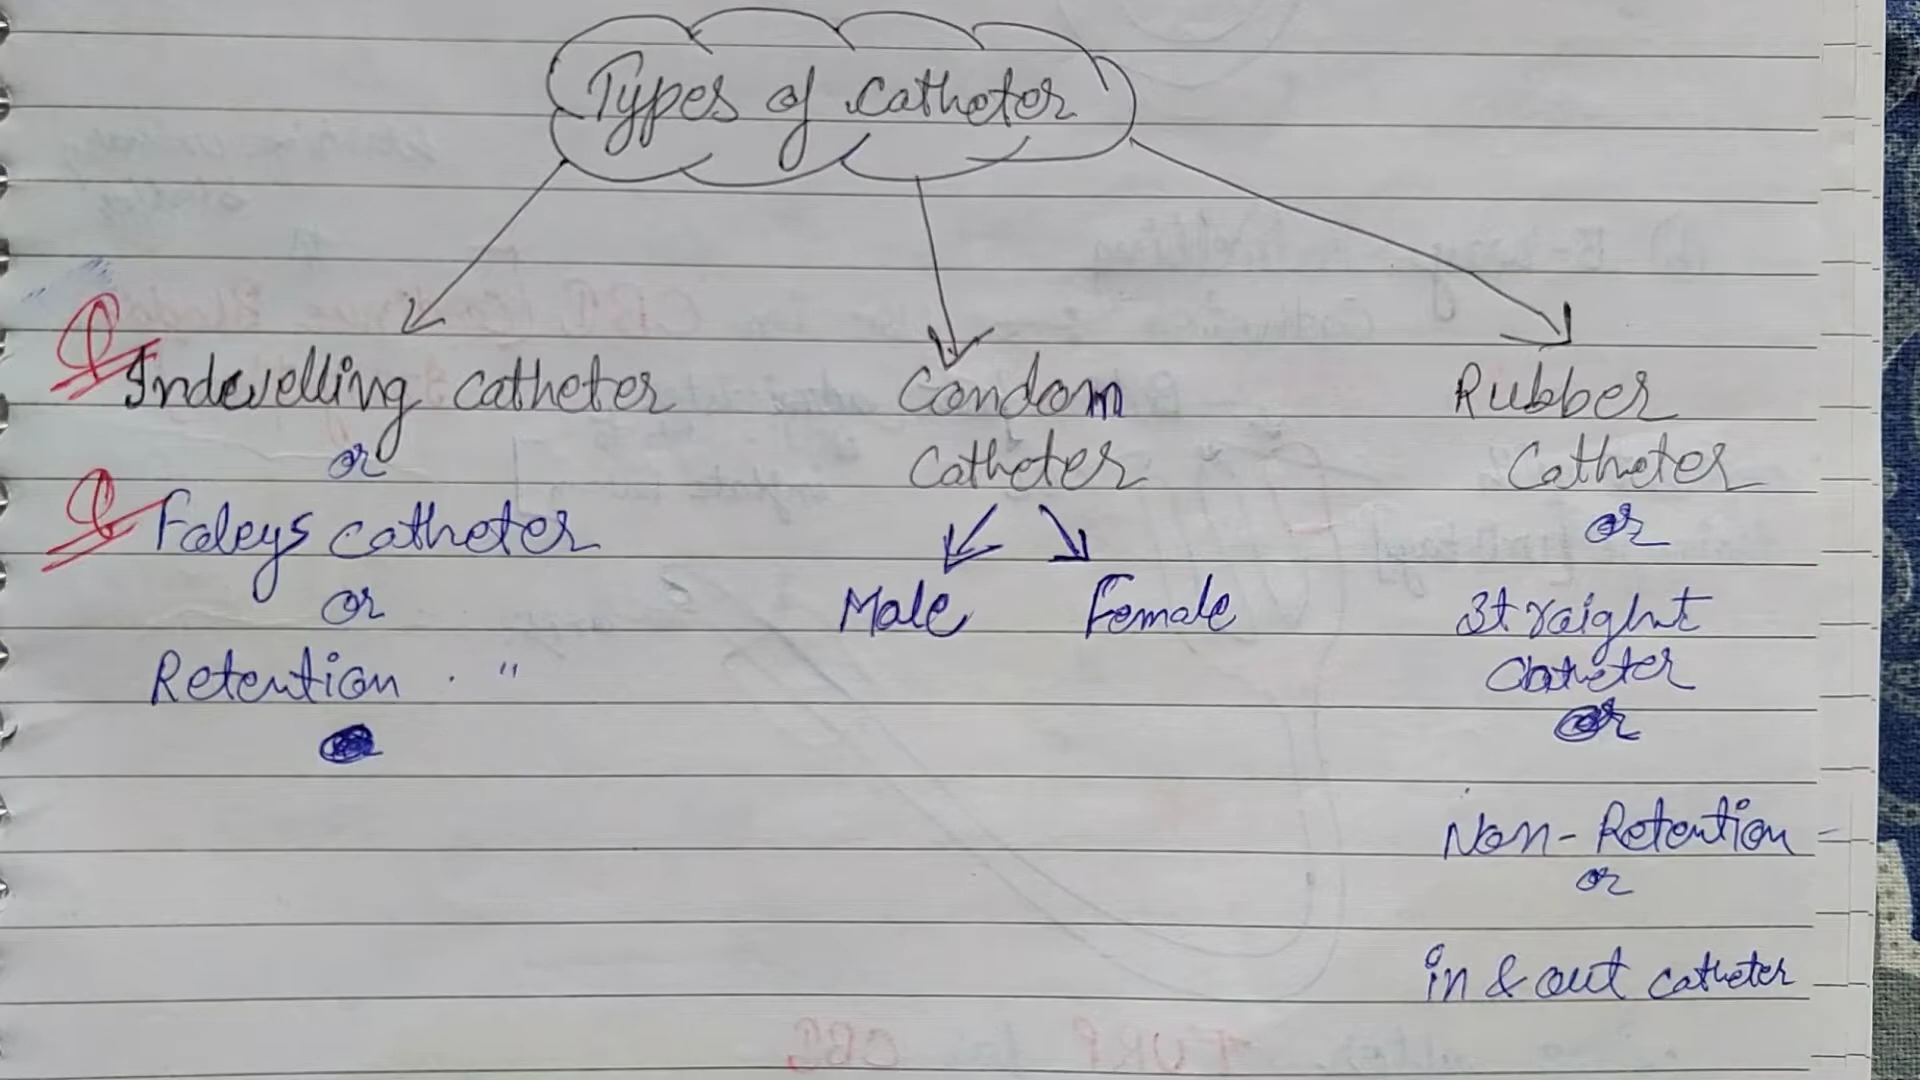 Types of catheter
Indevelling catheter
or
Foleys catheter
or
Retention . "
Condom
Catheter
Male Female
Rubber
Catheter
or
Straight
Catheter
or
Non-Retention -
or
in & out catheter